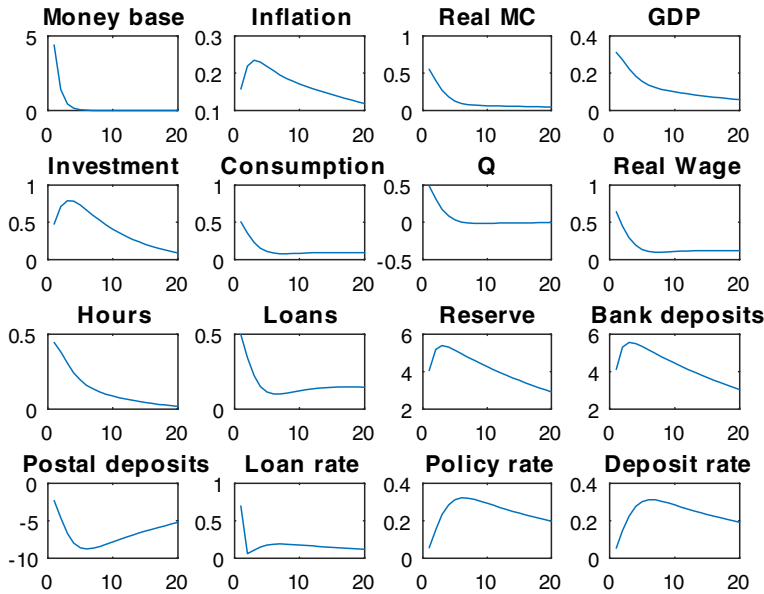 Money base
Inflation
Real MC
GDP
5
0
0 10 20
0.3
0.2
0.1
0 10 20
1
0.5
0
0 10 20
0.4
0.2
0
0 10 20
Investment
Consumption
Q
Real Wage
1
0.5
0
0 10 20
1
0.5
0
0 10 20
0.5
0
-0.5
0 10 20
1
0.5
0
0 10 20
Hours
Loans
Reserve
Bank deposits
0.5
0
0 10 20
0.5
0
0 10 20
6
4
2
0 10 20
6
4
2
0 10 20
Postal deposits
Loan rate
Policy rate
Deposit rate
0
-5
-10
0 10 20
1
0.5
0
0 10 20
0.4
0.2
0
0 10 20
0.4
0.2
0
0 10 20